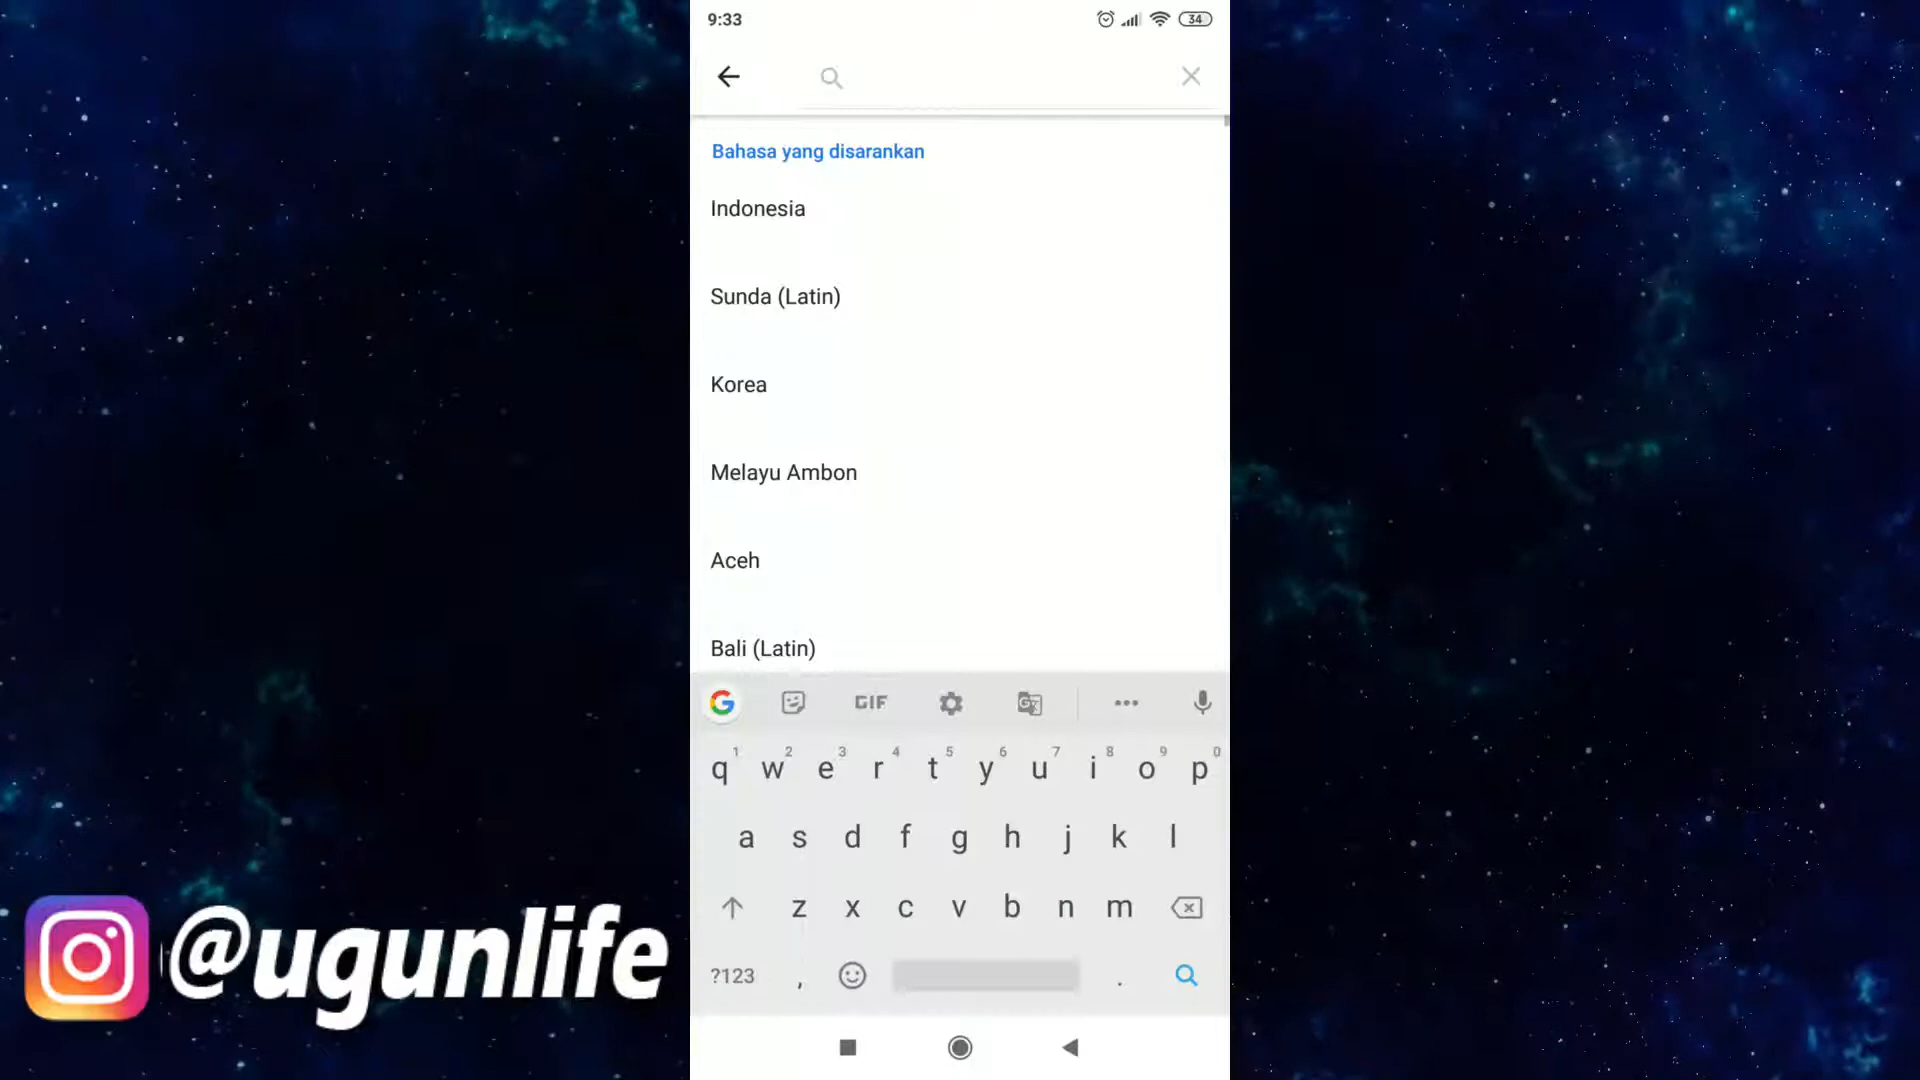 9:33
34
Bahasa yang disarankan
Indonesia
Sunda (Latin)
Korea
Melayu Ambon
Aceh
Bali (Latin)
G GIF G
1 2 3 4 5 6 7 8 9 0
q w e r t y u i o p
a s d f g h j k l
z x c v b n m
?123 , .
@ugunlife